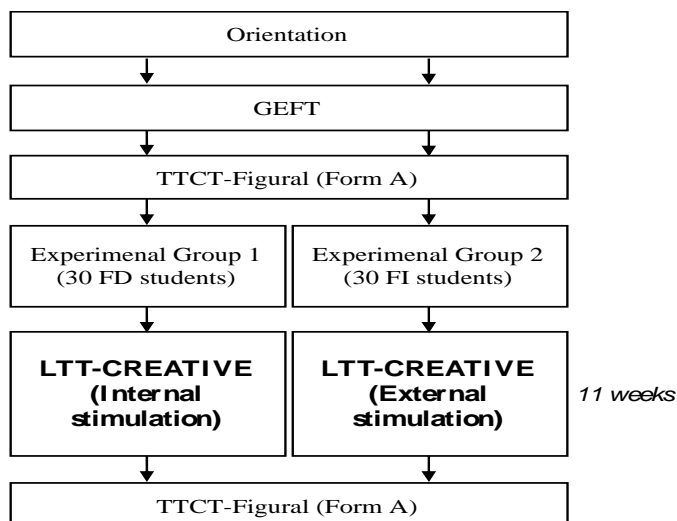 Orientation
GEFT
TTCT-Figural (Form A)
Experimenal Group 1
(30 FD students)
Experimenal Group 2
(30 FI students)
LTT-CREATIVE
(Internal
stimulation)
LTT-CREATIVE
(External
stimulation)
11 weeks
TTCT-Figural (Form A)